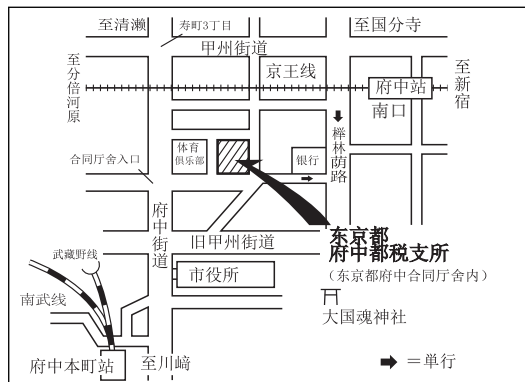 至清濑
寿町3丁目
至国分寺
甲州街道
至分倍河原
京王线
府中站
至新宿
南口
榉林荫路
体育
俱乐部
银行
合同厅舍入口
府中街道
东京都
府中都税支所
(东京都府中合同厅舍内)
旧甲州街道
武藏野线
市役所
南武线
大国魂神社
府中本町站
至川崎
➡ =単行